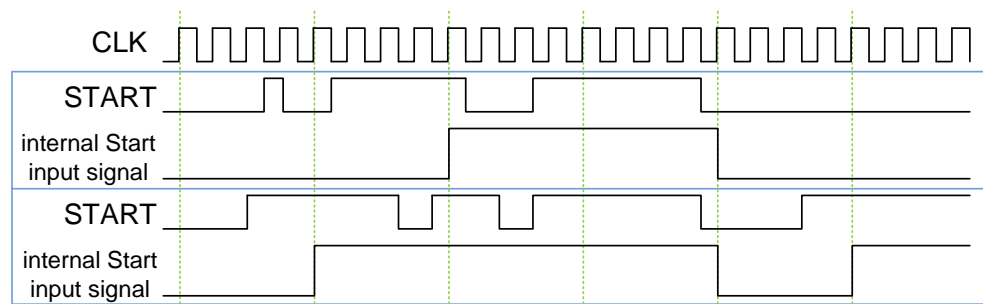 CLK
START
internal Start
input signal
START
internal Start
input signal